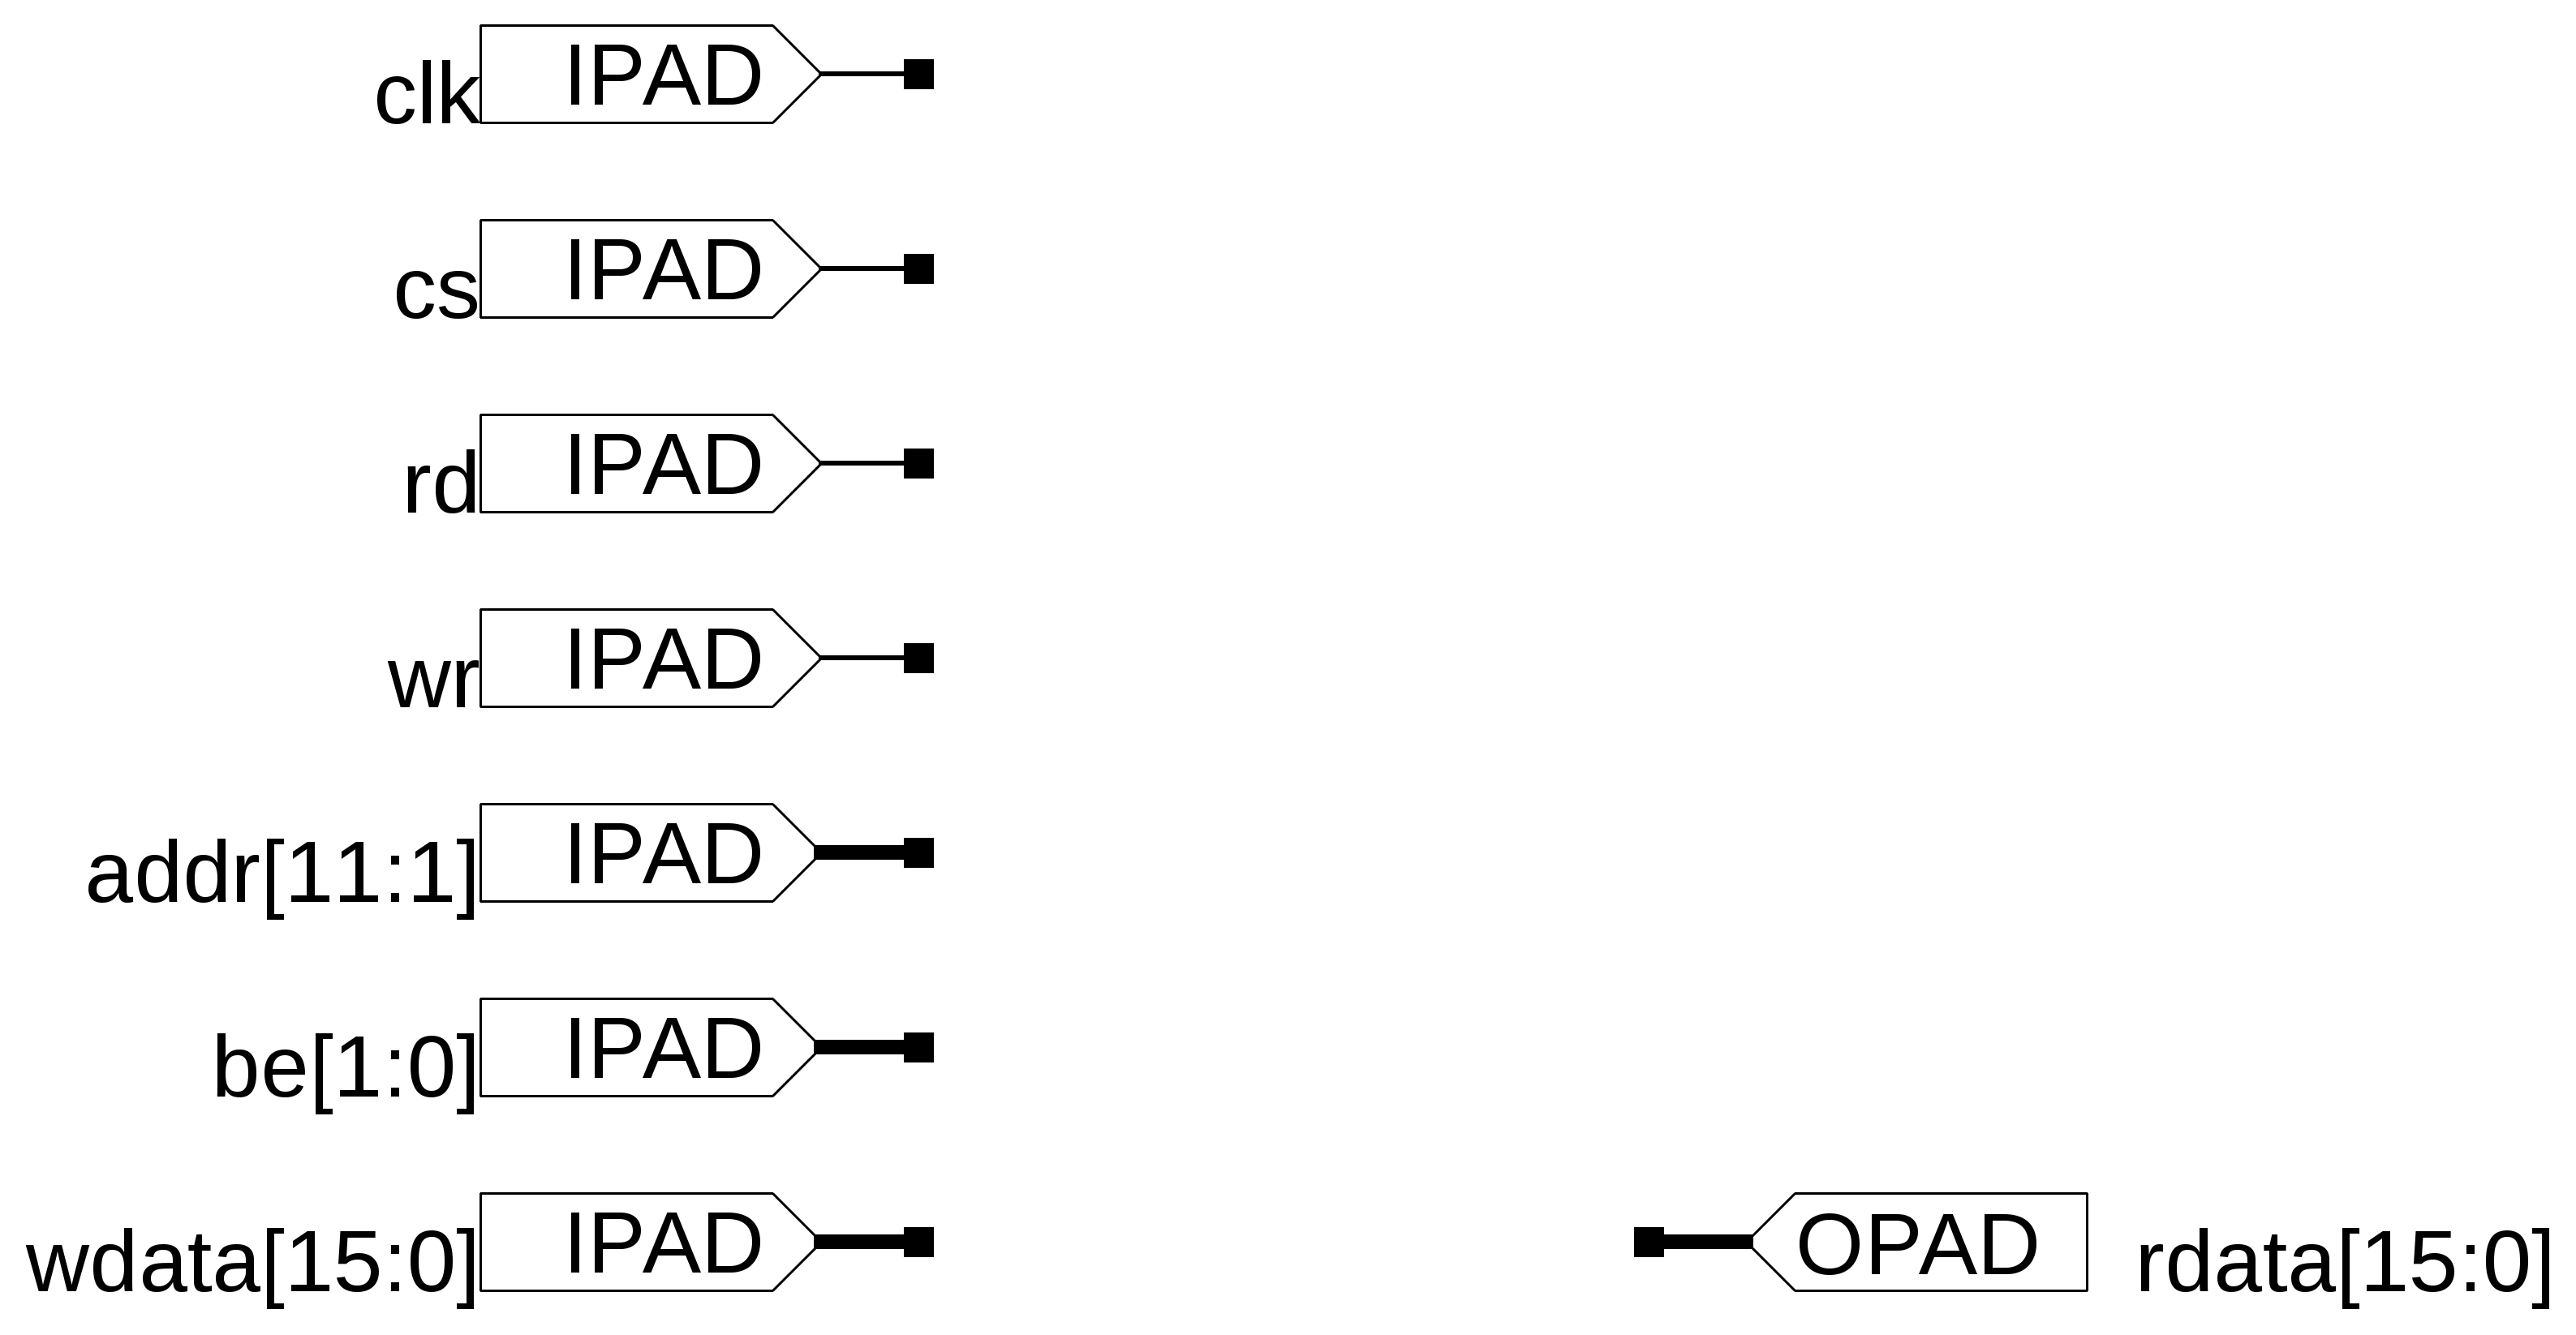 clk IPAD
cs IPAD
rd IPAD
wr IPAD
addr[11:1] IPAD
be[1:0] IPAD
wdata[15:0] IPAD OPAD rdata[15:0]